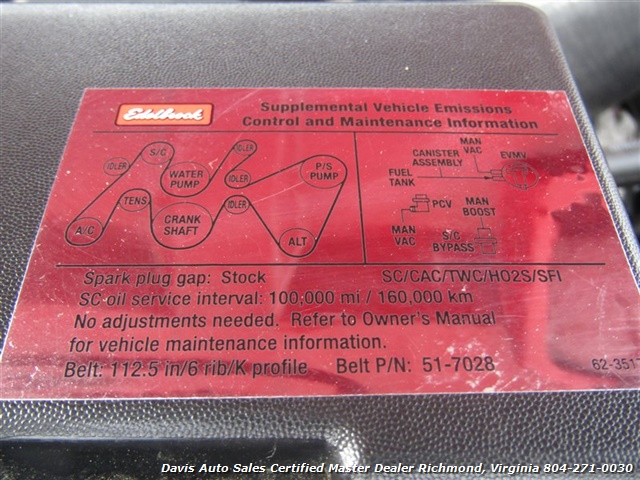 Edelbrock
Supplemental Vehicle Emissions
Control and Maintenance Information
S/C
IDLER
IDLER
WATER
PUMP
IDLER
P/S
PUMP
TENS
CRANK
SHAFT
IDLER
A/C
ALT
MAN
VAC
CANISTER
ASSEMBLY
EVMV
FUEL
TANK
PCV
MAN
BOOST
MAN
VAC
S/C
BYPASS
Spark plug gap: Stock
SC/CAC/TWC/HO2S/SFI
SC oil service interval: 100,000 mi / 160,000 km
No adjustments needed. Refer to Owner's Manual
for vehicle maintenance information.
Belt: 112.5 in/6 rib/K profile Belt P/N: 51-7028
Davis Auto Sales Certified Master Dealer Richmond, Virginia 804-271-0030